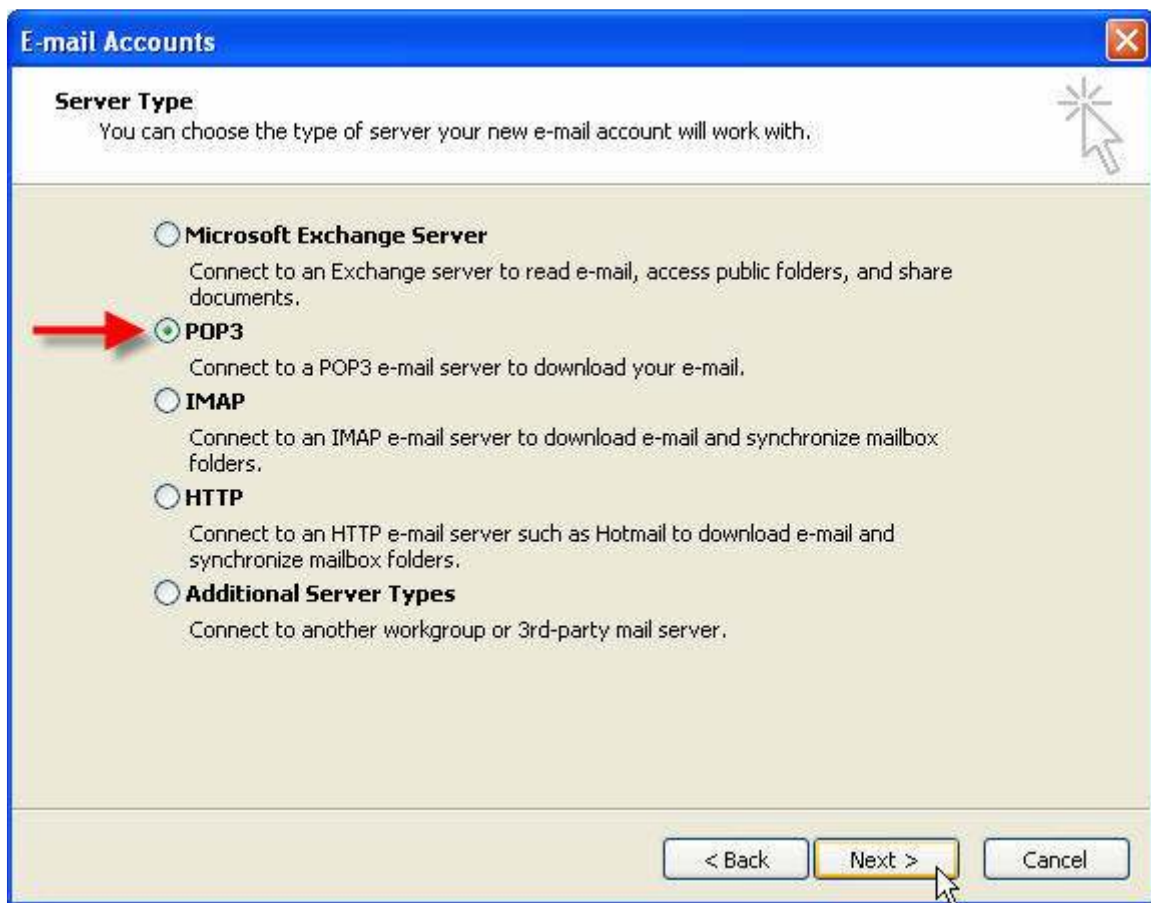 E-mail Accounts
Server Type
You can choose the type of server your new e-mail account will work with.
Microsoft Exchange Server
Connect to an Exchange server to read e-mail, access public folders, and share
documents.
POP3
Connect to a POP3 e-mail server to download your e-mail.
IMAP
Connect to an IMAP e-mail server to download e-mail and synchronize mailbox
folders.
HTTP
Connect to an HTTP e-mail server such as Hotmail to download e-mail and
synchronize mailbox folders.
Additional Server Types
Connect to another workgroup or 3rd-party mail server.
< Back Next > Cancel